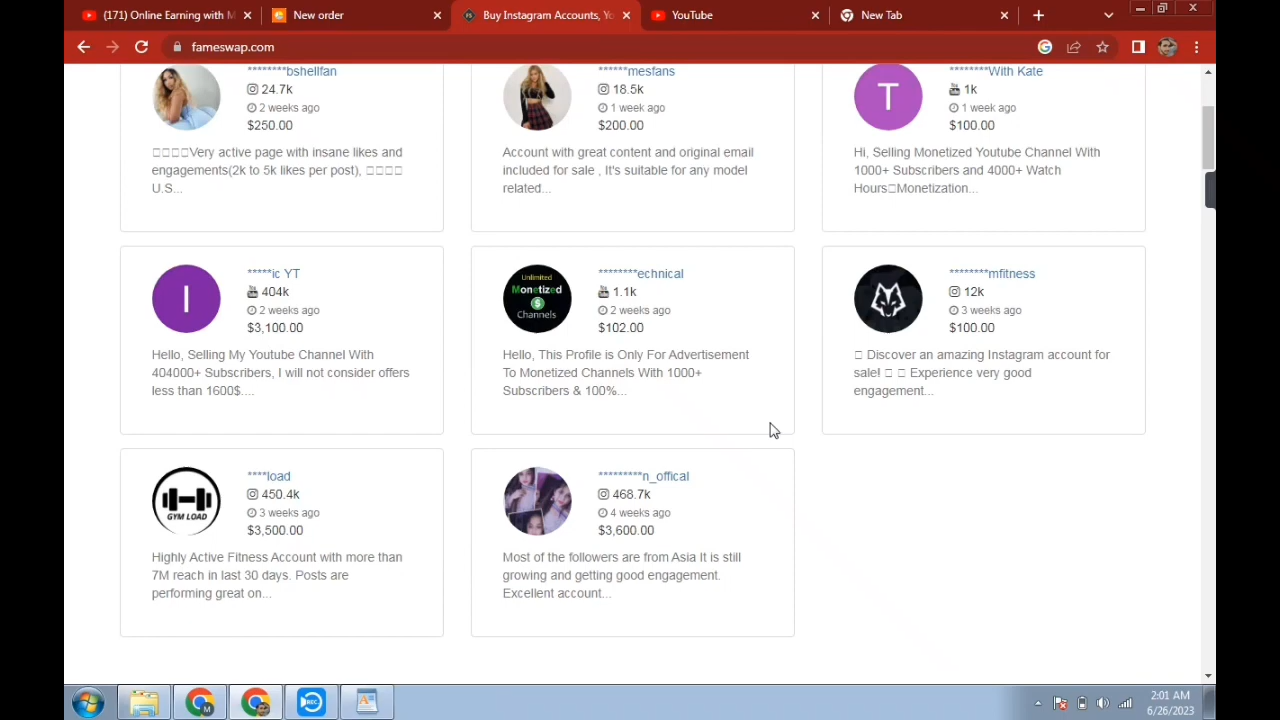 (171) Online Earning with M
New order
Buy Instagram Accounts, Yo
YouTube
New Tab
fameswap.com
********bshellfan
24.7k
2 weeks ago
$250.00
Very active page with insane likes and
engagements(2k to 5k likes per post),
U.S...
******mesfans
18.5k
1 week ago
$200.00
Account with great content and original email
included for sale , It's suitable for any model
related...
T
********With Kate
1k
1 week ago
$100.00
Hi, Selling Monetized Youtube Channel With
1000+ Subscribers and 4000+ Watch
Hours Monetization...
I
*****ic YT
404k
2 weeks ago
$3,100.00
Hello, Selling My Youtube Channel With
404000+ Subscribers, I will not consider offers
less than 1600$....
Unlimited
Monetized
$
Channels
********echnical
1.1k
2 weeks ago
$102.00
Hello, This Profile is Only For Advertisement
To Monetized Channels With 1000+
Subscribers & 100%...
********mfitness
12k
3 weeks ago
$100.00
Discover an amazing Instagram account for
sale! Experience very good
engagement...
GYM LOAD
****load
450.4k
3 weeks ago
$3,500.00
Highly Active Fitness Account with more than
7M reach in last 30 days. Posts are
performing great on...
*********n_offical
468.7k
4 weeks ago
$3,600.00
Most of the followers are from Asia It is still
growing and getting good engagement.
Excellent account...
M
REC
2:01 AM
6/26/2023